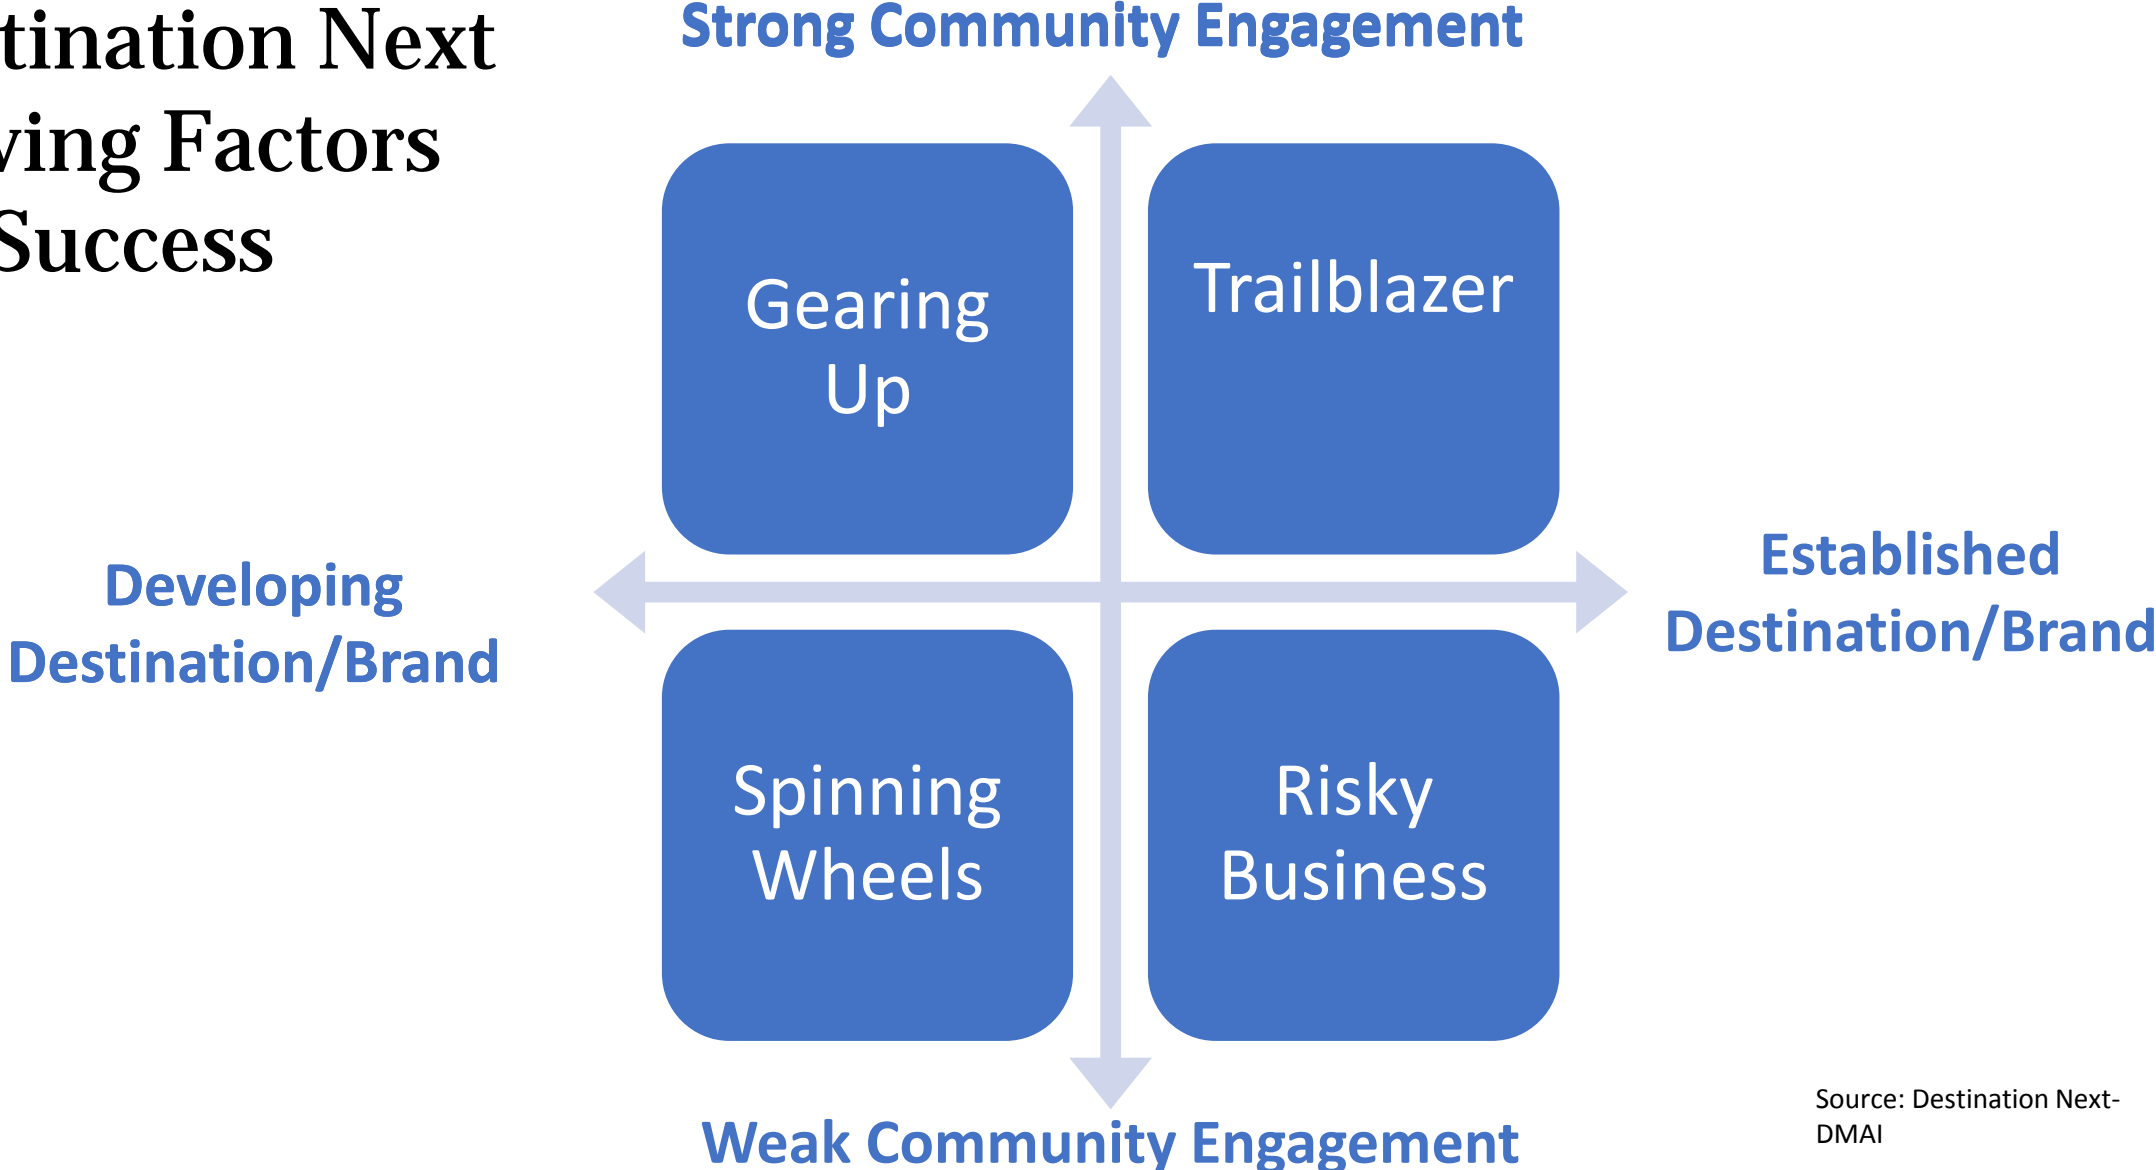 tination Next
ving Factors
Success
Strong Community Engagement
Gearing
Up
Trailblazer
Developing
Destination/Brand
Established
Destination/Brand
Spinning
Wheels
Risky
Business
Weak Community Engagement
Source: Destination Next-
DMAI